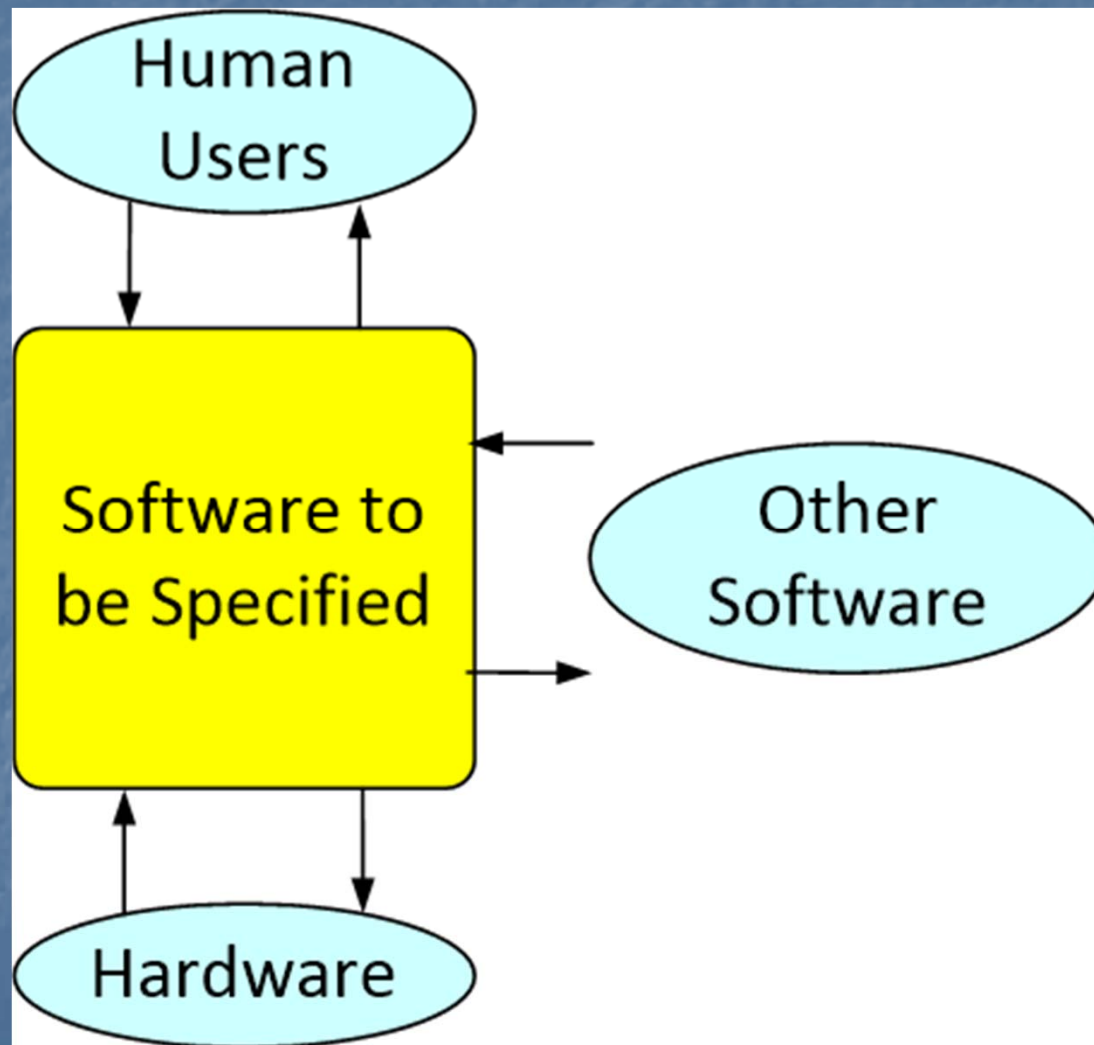 Human
Users
Software to
be Specified
Other
Software
Hardware